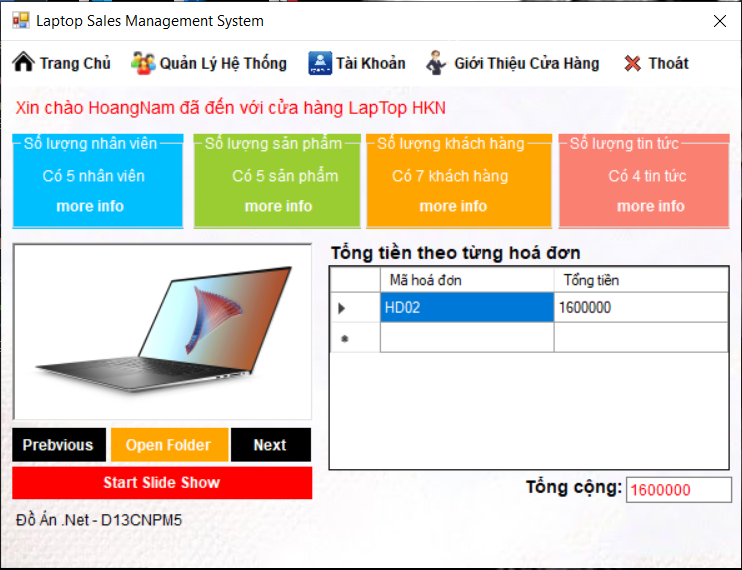 Laptop Sales Management System
Trang Chủ Quản Lý Hệ Thống Tài Khoản Giới Thiệu Cửa Hàng Thoát
Xin chào HoangNam đã đến với cửa hàng LapTop HKN
Số lượng nhân viên
Có 5 nhân viên
more info
Số lượng sản phẩm
Có 5 sản phẩm
more info
Số lượng khách hàng
Có 7 khách hàng
more info
Số lượng tin tức
Có 4 tin tức
more info
Prebvious Open Folder Next
Start Slide Show
Tổng tiền theo từng hoá đơn
Mã hoá đơn Tổng tiền
HD02 1600000
Tổng cộng: 1600000
Đồ Án .Net - D13CNPM5